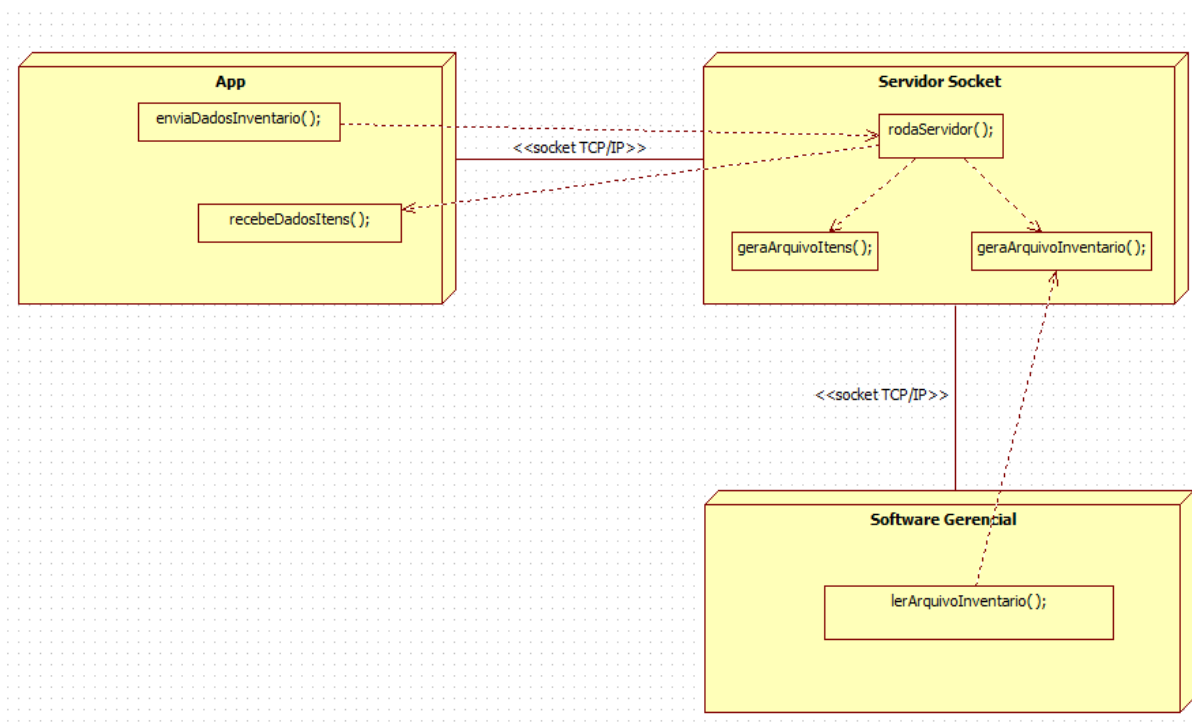 App
Servidor Socket
enviaDadosInventario();
rodaServidor();
<<socket TCP/IP>>
recebeDadosItens();
geraArquivoItens();
geraArquivoInventario();
<<socket TCP/IP>>
Software Gerencial
lerArquivoInventario();